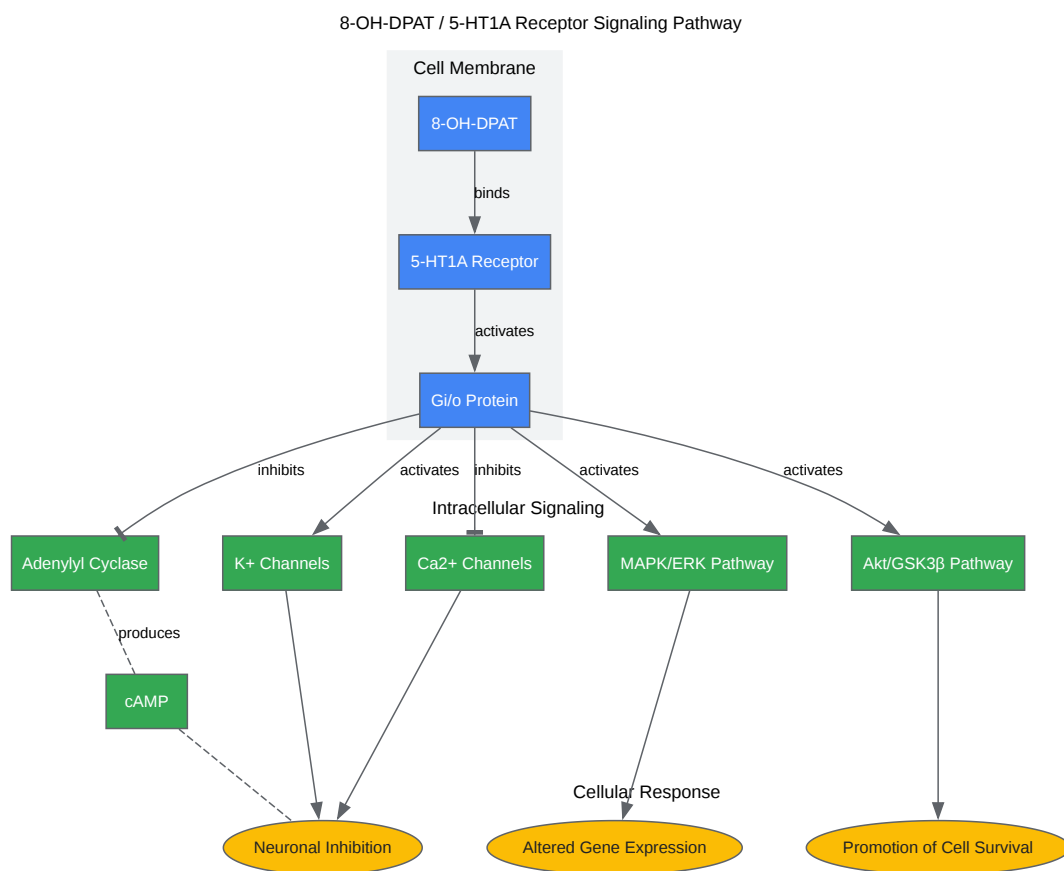 8-OH-DPAT / 5-HT1A Receptor Signaling Pathway
Cell Membrane
8-OH-DPAT
binds
5-HT1A Receptor
activates
Gi/o Protein
inhibits
activates
inhibits
activates
activates
Intracellular Signaling
Adenylyl Cyclase
K+ Channels
Ca2+ Channels
MAPK/ERK Pathway
Akt/GSK3β Pathway
produces
cAMP
Cellular Response
Neuronal Inhibition
Altered Gene Expression
Promotion of Cell Survival